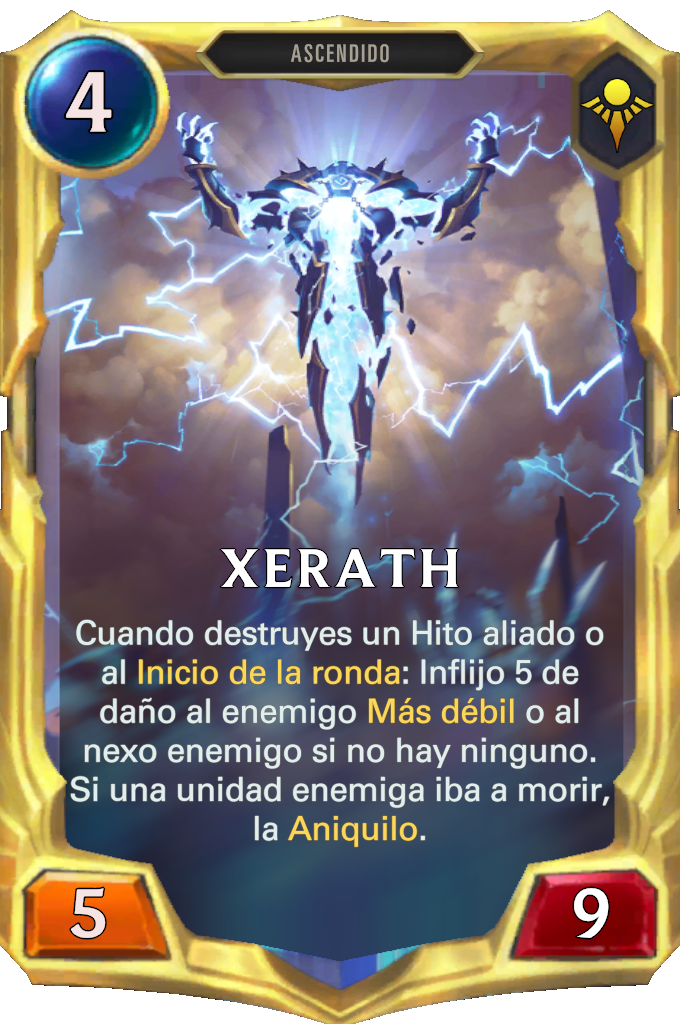 ASCENDIDO
4
XERATH
Cuando destruyes un Hito aliado o
al Inicio de la ronda: Inflijo 5 de
daño al enemigo Más débil o al
nexo enemigo si no hay ninguno.
Si una unidad enemiga iba a morir,
la Aniquilo.
5
9